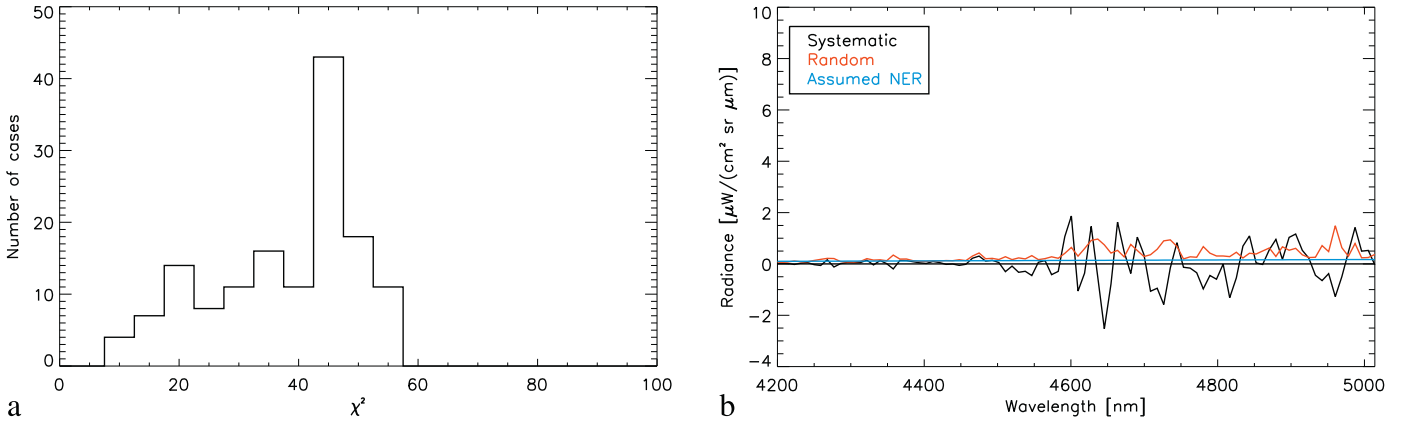 50
40
30
20
10
0
Number of cases
0 20 40 60 80 100
χ²
a
10
8
6
4
2
0
−2
−4
Radiance [μW/(cm² sr μm)]
Systematic
Random
Assumed NER
4200 4400 4600 4800 5000
Wavelength [nm]
b